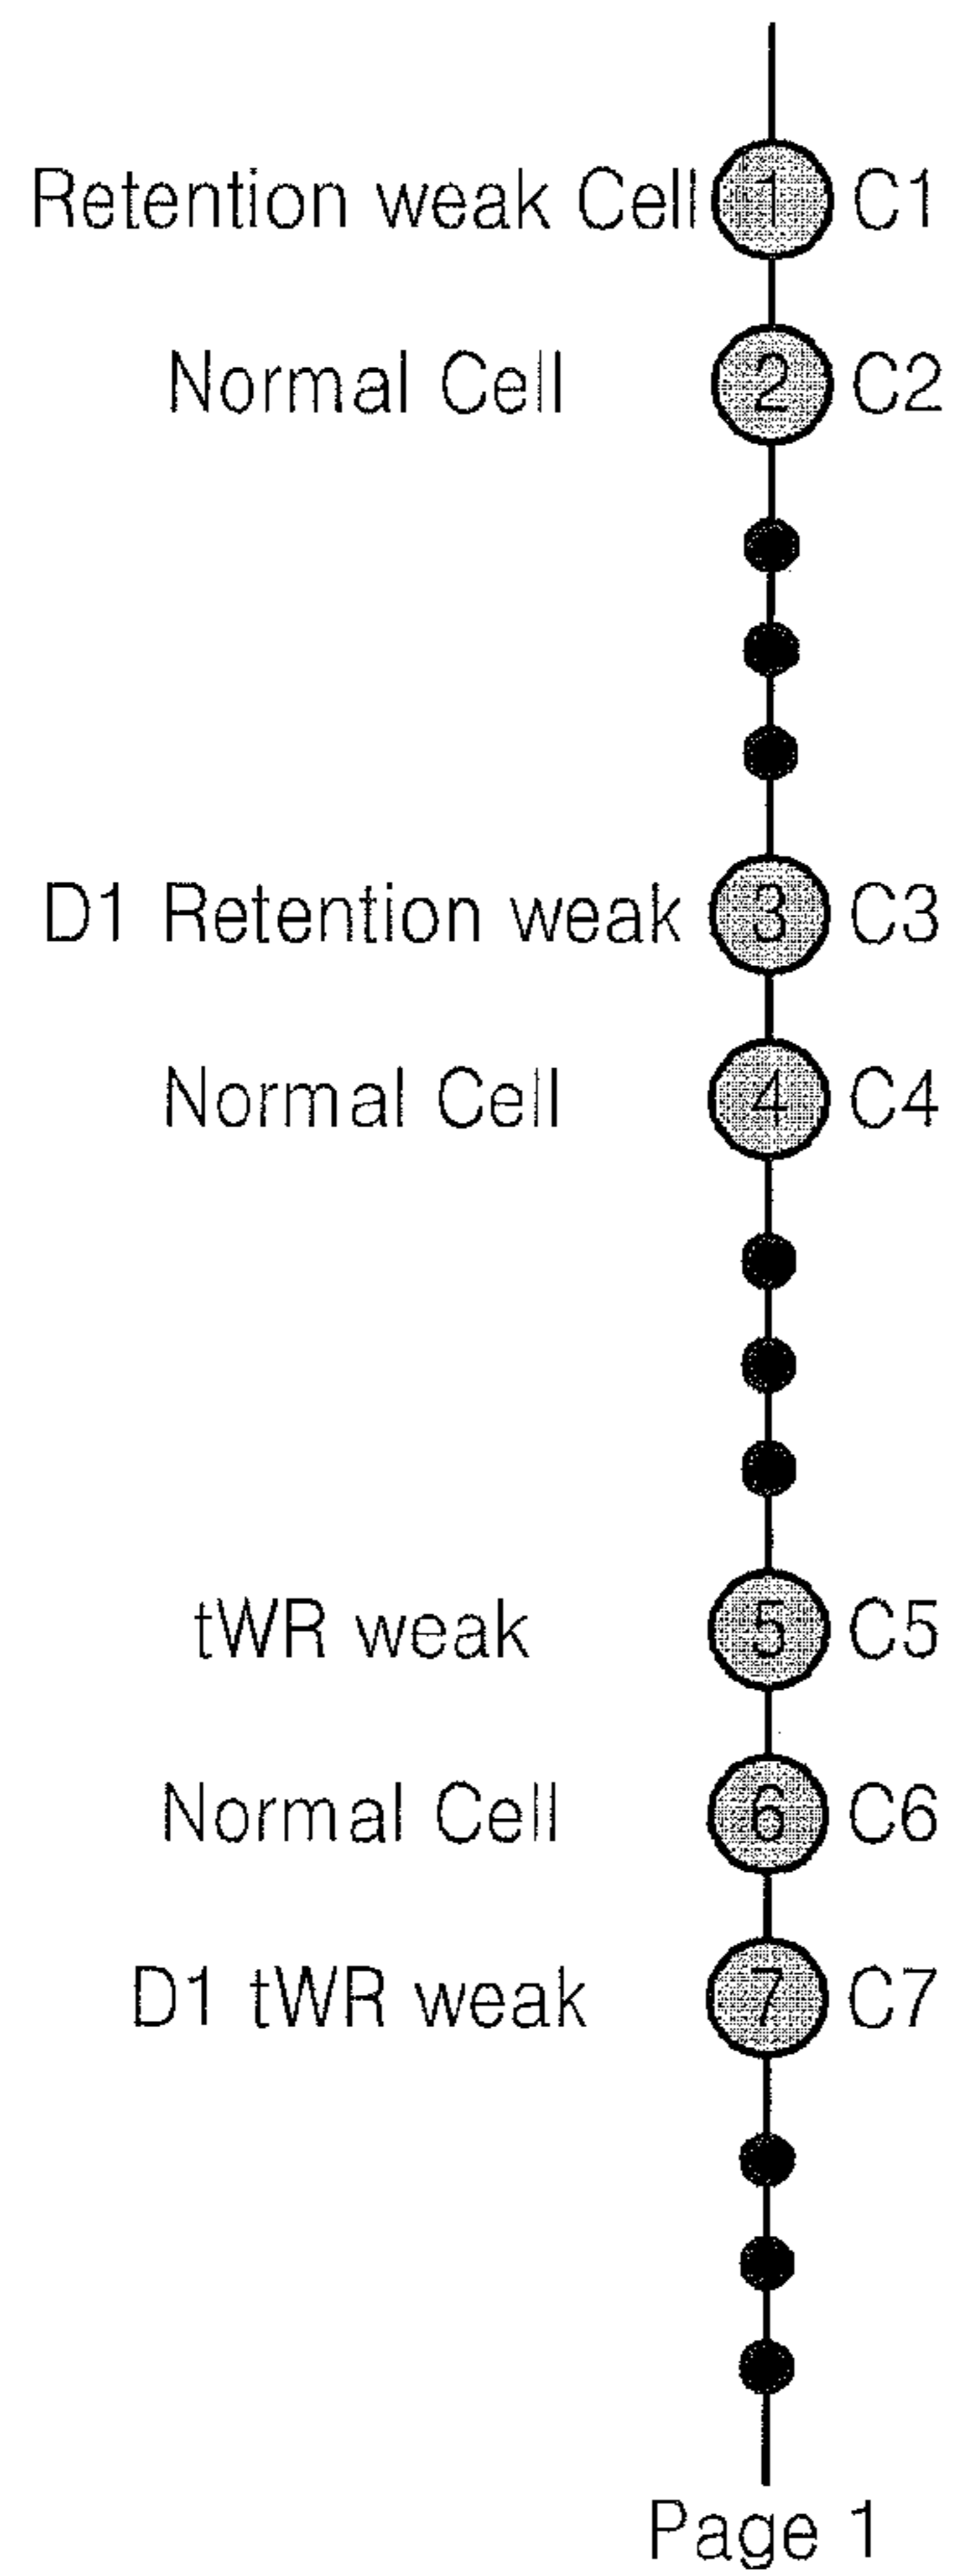 Retention weak Cell 1 C1
Normal Cell 2 C2
D1 Retention weak 3 C3
Normal Cell 4 C4
tWR weak 5 C5
Normal Cell 6 C6
D1 tWR weak 7 C7
Page 1